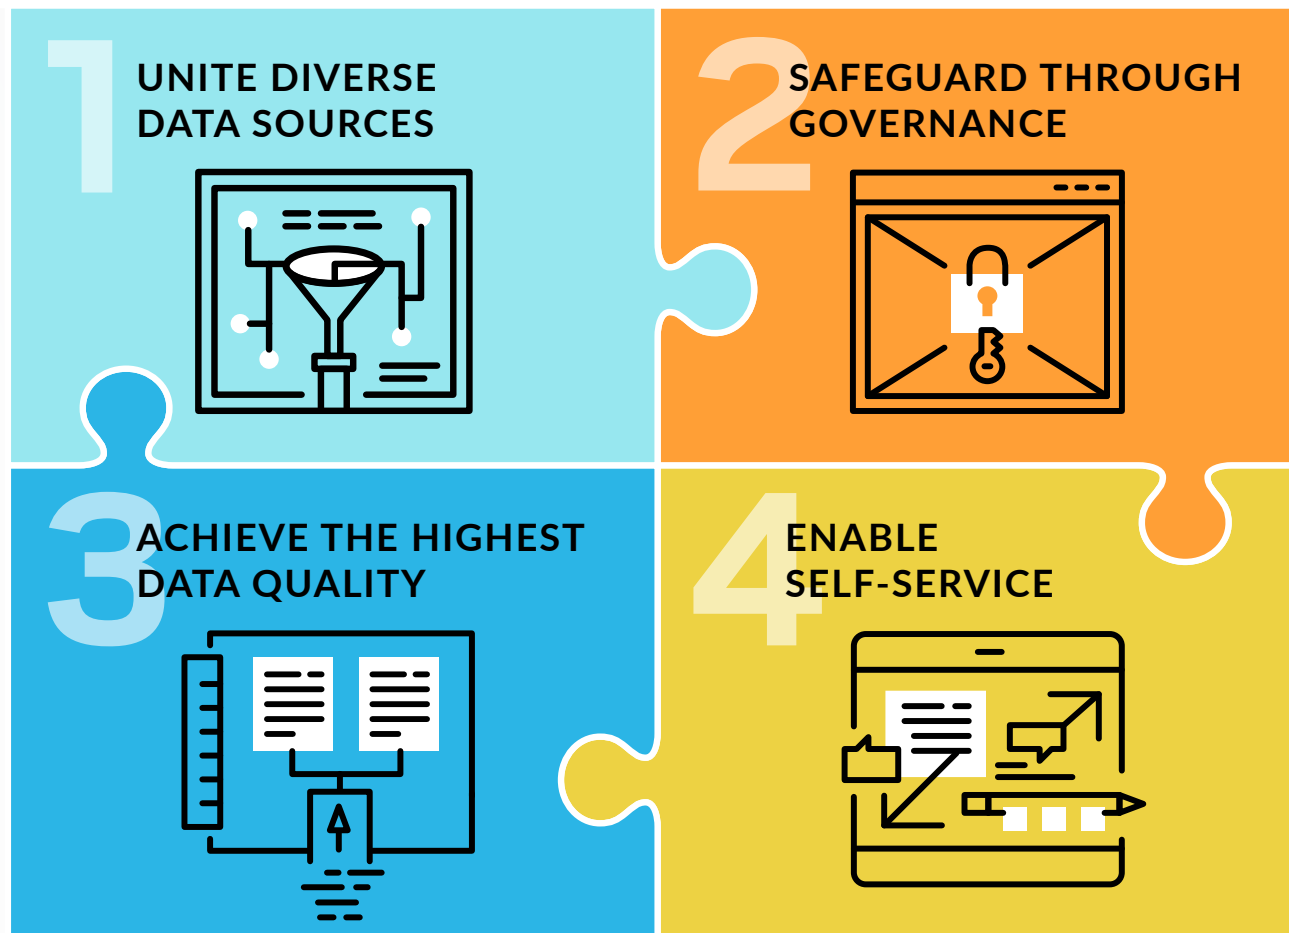 1
UNITE DIVERSE
DATA SOURCES
2
SAFEGUARD THROUGH
GOVERNANCE
3
ACHIEVE THE HIGHEST
DATA QUALITY
4
ENABLE
SELF-SERVICE